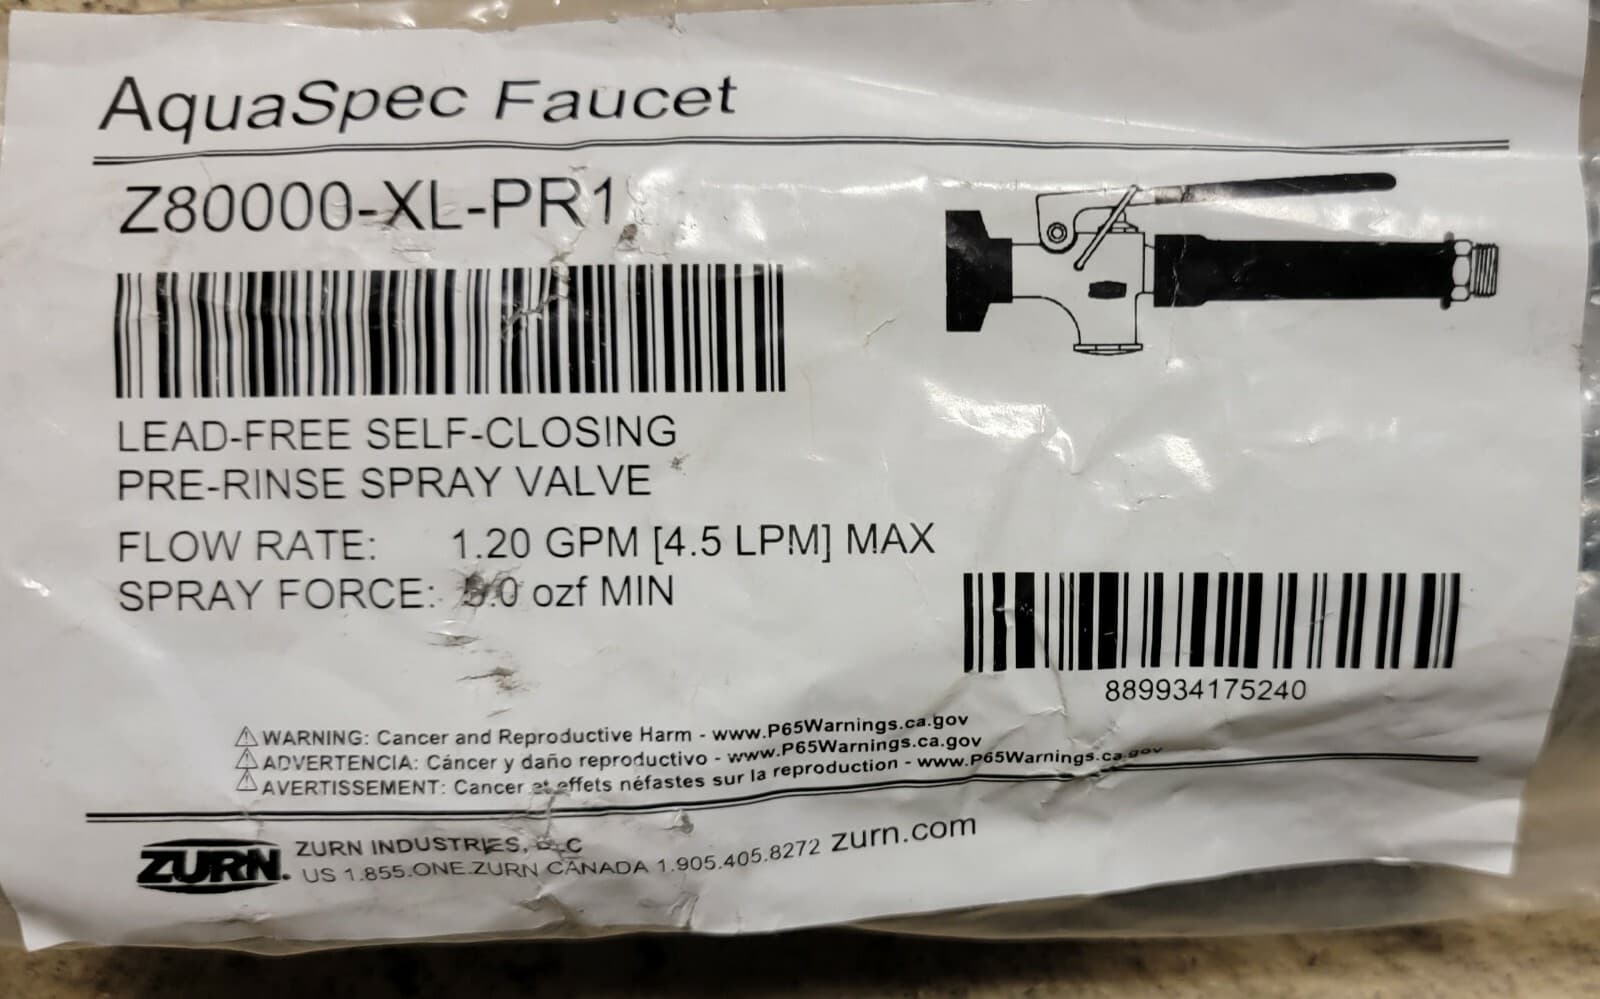 AquaSpec Faucet
Z80000-XL-PR1
LEAD-FREE SELF-CLOSING
PRE-RINSE SPRAY VALVE
FLOW RATE: 1.20 GPM [4.5 LPM] MAX
SPRAY FORCE: ozf MIN
889934175240
⚠ WARNING: Cancer and Reproductive Harm - www.P65Warnings.ca.gov
⚠ ADVERTENCIA: Cáncer y daño reproductivo - www.P65Warnings.ca.gov
⚠ AVERTISSEMENT: Cancer et effets néfastes sur la reproduction - www.P65Warnings.ca.gov
ZURN.
ZURN INDUSTRIES,
US 1.855.ONE.ZURN CANADA 1.905.405.8272 zurn.com